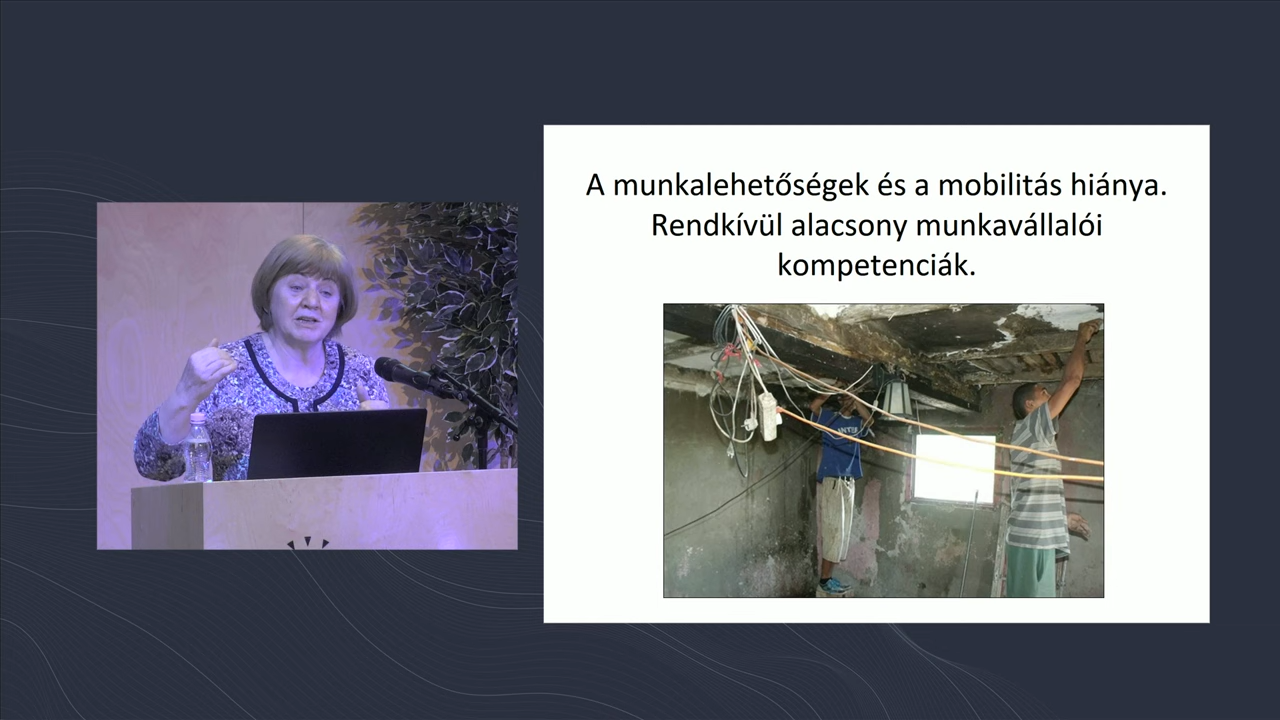 A munkalehetőségek és a mobilitás hiánya.
Rendkívül alacsony munkavállalói
kompetenciák.